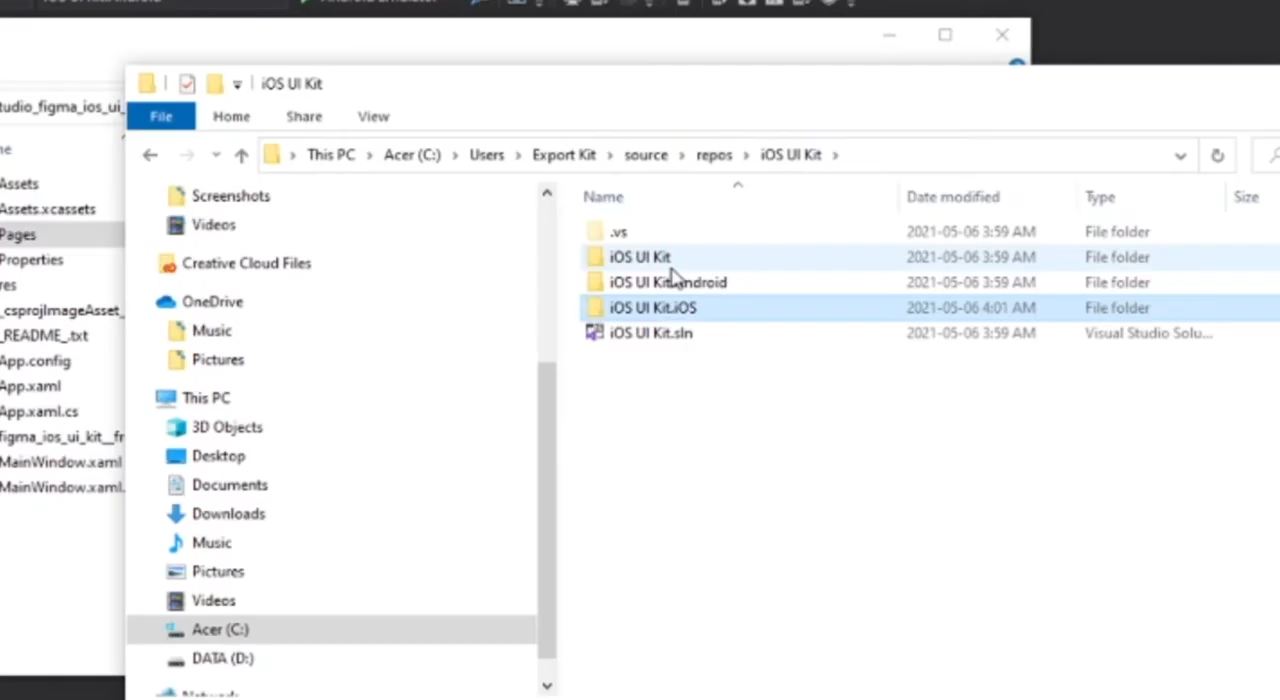 iOS UI Kit
File Home Share View
This PC Acer (C:) Users Export Kit source repos iOS UI Kit
tudio_figma_ios_ui_
Assets
Assets.xcassets
Pages
Properties
_csprojImageAsset_
_README_.txt
App.config
App.xaml
App.xaml.cs
figma_ios_ui_kit__fr
MainWindow.xaml
MainWindow.xaml.
Screenshots
Videos
Creative Cloud Files
OneDrive
Music
Pictures
This PC
3D Objects
Desktop
Documents
Downloads
Music
Pictures
Videos
Acer (C:)
DATA (D:)
Network
Name Date modified Type Size
.vs 2021-05-06 3:59 AM File folder
iOS UI Kit 2021-05-06 3:59 AM File folder
iOS UI Kit.Android 2021-05-06 3:59 AM File folder
iOS UI Kit.iOS 2021-05-06 4:01 AM File folder
iOS UI Kit.sln 2021-05-06 3:59 AM Visual Studio Solu...